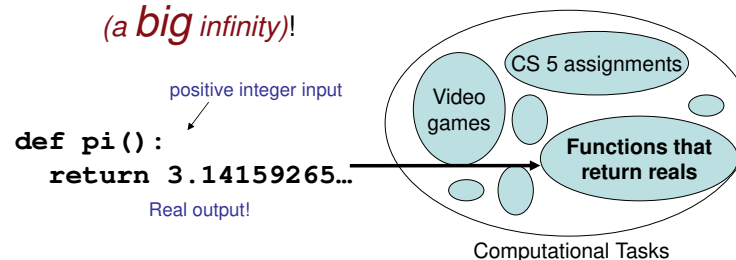 (a big infinity)!
positive integer input
def pi():
return 3.14159265…
Real output!
CS 5 assignments
Video
games
Functions that
return reals
Computational Tasks